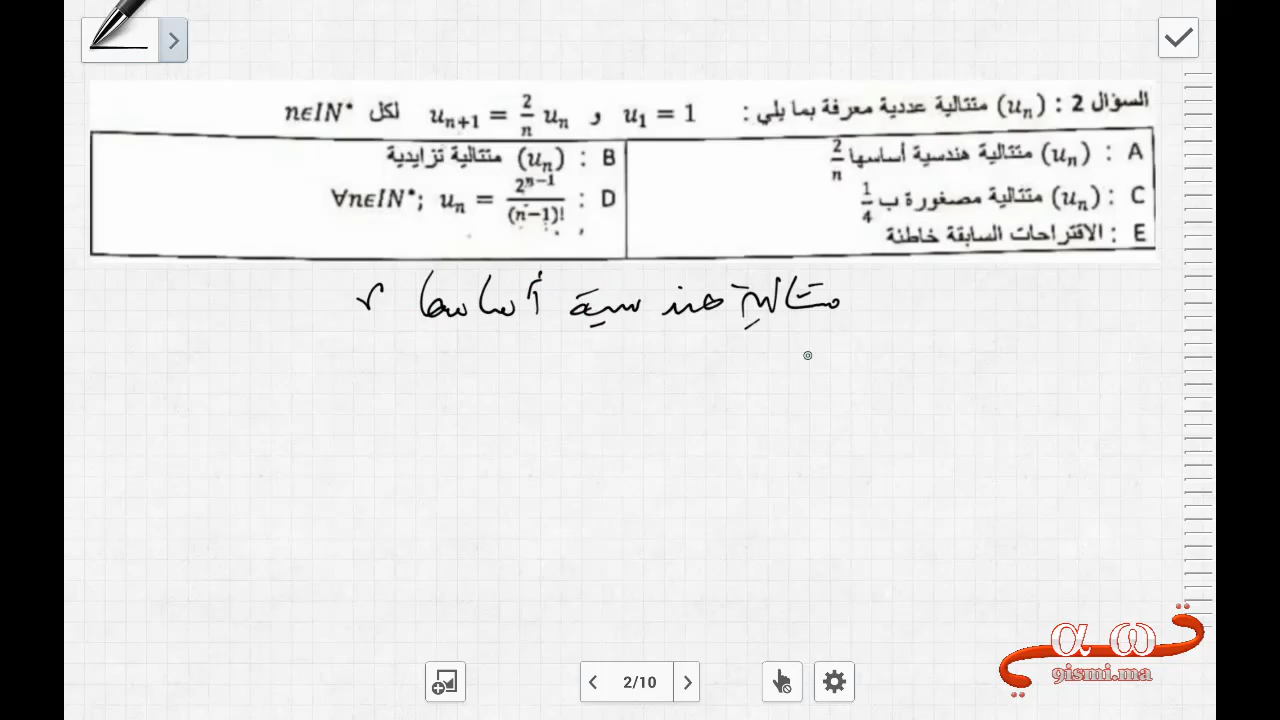 السؤال 2 : (uₙ) متتالية عددية معرفة بما يلي : u₁ = 1 و uₙ₊₁ = 2/n uₙ لكل n∈IN*
A : (uₙ) متتالية هندسية أساسها 2/n
B : (uₙ) متتالية تزايدية
C : (uₙ) متتالية مصغورة ب 1/4
D : ∀n∈IN*; uₙ = 2ⁿ⁻¹/(n−1)!
E : الاقتراحات السابقة خاطئة
متتالية هندسية أساسها r
2/10
α ω
9ismi.ma